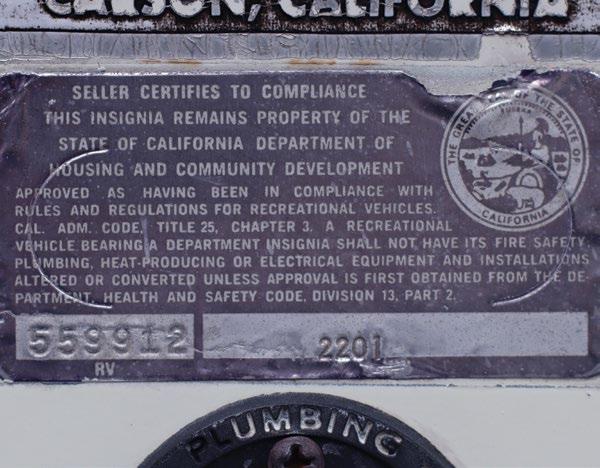 CARSON, CALIFORNIA
SELLER CERTIFIES TO COMPLIANCE
THIS INSIGNIA REMAINS PROPERTY OF THE
STATE OF CALIFORNIA DEPARTMENT OF
HOUSING AND COMMUNITY DEVELOPMENT
APPROVED AS HAVING BEEN IN COMPLIANCE WITH
RULES AND REGULATIONS FOR RECREATIONAL VEHICLES.
CAL. ADM. CODE, TITLE 25, CHAPTER 3. A RECREATIONAL
VEHICLE BEARING A DEPARTMENT INSIGNIA SHALL NOT HAVE ITS FIRE SAFETY,
PLUMBING, HEAT-PRODUCING OR ELECTRICAL EQUIPMENT AND INSTALLATIONS
ALTERED OR CONVERTED UNLESS APPROVAL IS FIRST OBTAINED FROM THE DE-
PARTMENT. HEALTH AND SAFETY CODE, DIVISION 13, PART 2.
THE GREAT SEAL OF THE STATE OF CALIFORNIA
EUREKA
559912
2201
RV
PLUMBING